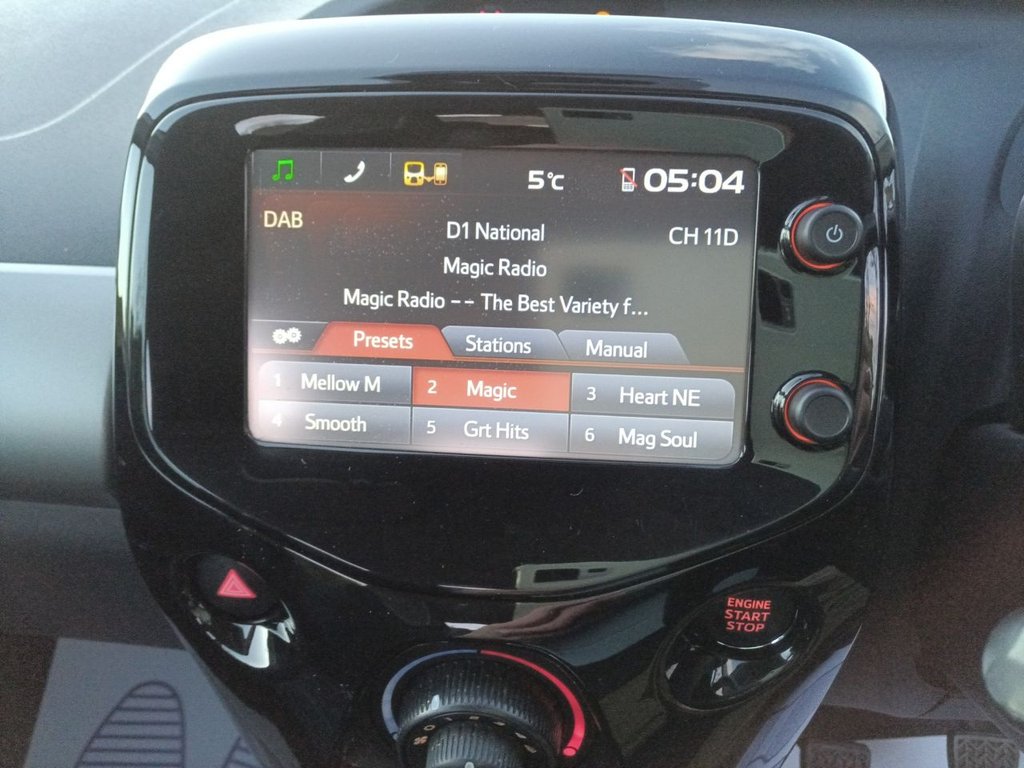 5°C 05:04
DAB
D1 National CH 11D
Magic Radio
Magic Radio -- The Best Variety f...
Presets Stations Manual
1 Mellow M 2 Magic 3 Heart NE
4 Smooth 5 Grt Hits 6 Mag Soul
ENGINE
START
STOP